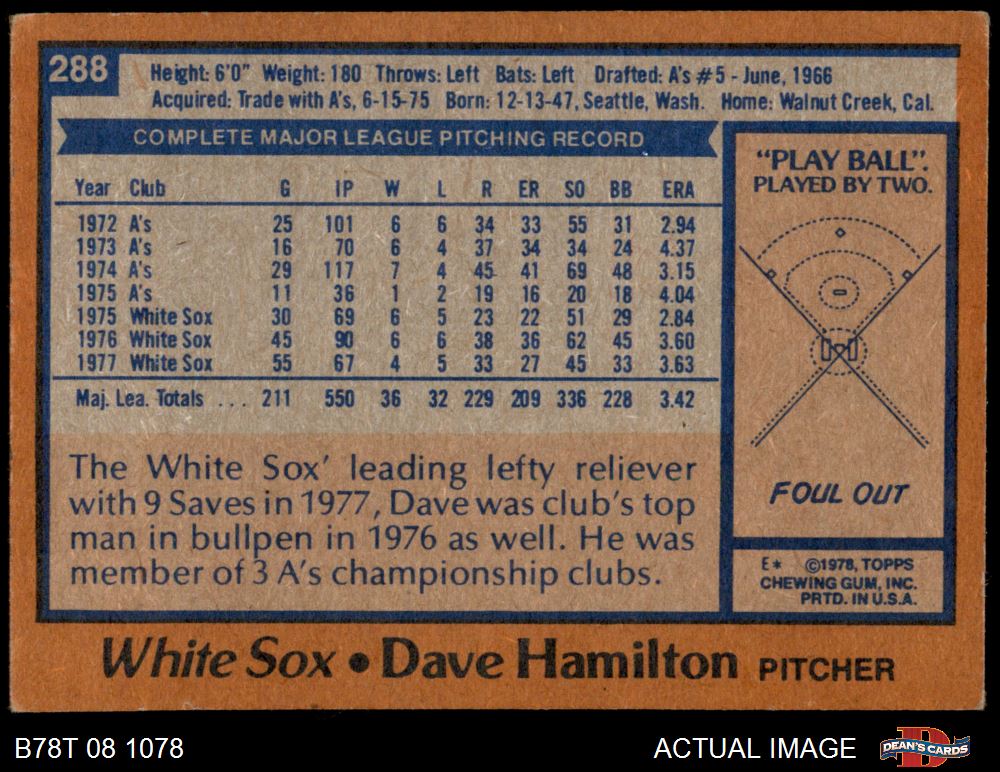 288
Height: 6'0" Weight: 180 Throws: Left Bats: Left Drafted: A's #5 - June, 1966
Acquired: Trade with A's, 6-15-75 Born: 12-13-47, Seattle, Wash. Home: Walnut Creek, Cal.
COMPLETE MAJOR LEAGUE PITCHING RECORD
Year Club G IP W L R ER SO BB ERA
1972 A's 25 101 6 6 34 33 55 31 2.94
1973 A's 16 70 6 4 37 34 34 24 4.37
1974 A's 29 117 7 4 45 41 69 48 3.15
1975 A's 11 36 1 2 19 16 20 18 4.04
1975 White Sox 30 69 6 5 23 22 51 29 2.84
1976 White Sox 45 90 6 6 38 36 62 45 3.60
1977 White Sox 55 67 4 5 33 27 45 33 3.63
Maj. Lea. Totals ... 211 550 36 32 229 209 336 228 3.42
The White Sox' leading lefty reliever
with 9 Saves in 1977, Dave was club's top
man in bullpen in 1976 as well. He was
member of 3 A's championship clubs.
"PLAY BALL".
PLAYED BY TWO.
FOUL OUT
E* ©1978, TOPPS
CHEWING GUM, INC.
PRTD. IN U.S.A.
White Sox • Dave Hamilton PITCHER
B78T 08 1078
ACTUAL IMAGE
D
DEAN'S CARDS